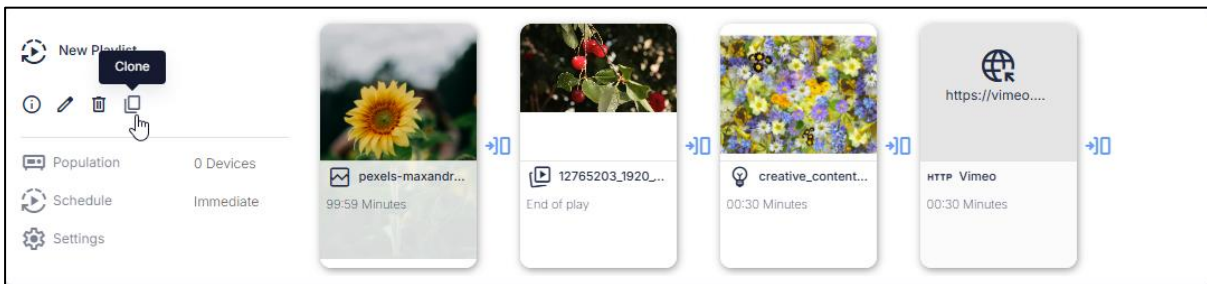 New Playlist
Clone
Population 0 Devices
Schedule Immediate
Settings
pexels-maxandr...
99:59 Minutes
12765203_1920_...
End of play
creative_content...
00:30 Minutes
https://vimeo....
HTTP Vimeo
00:30 Minutes